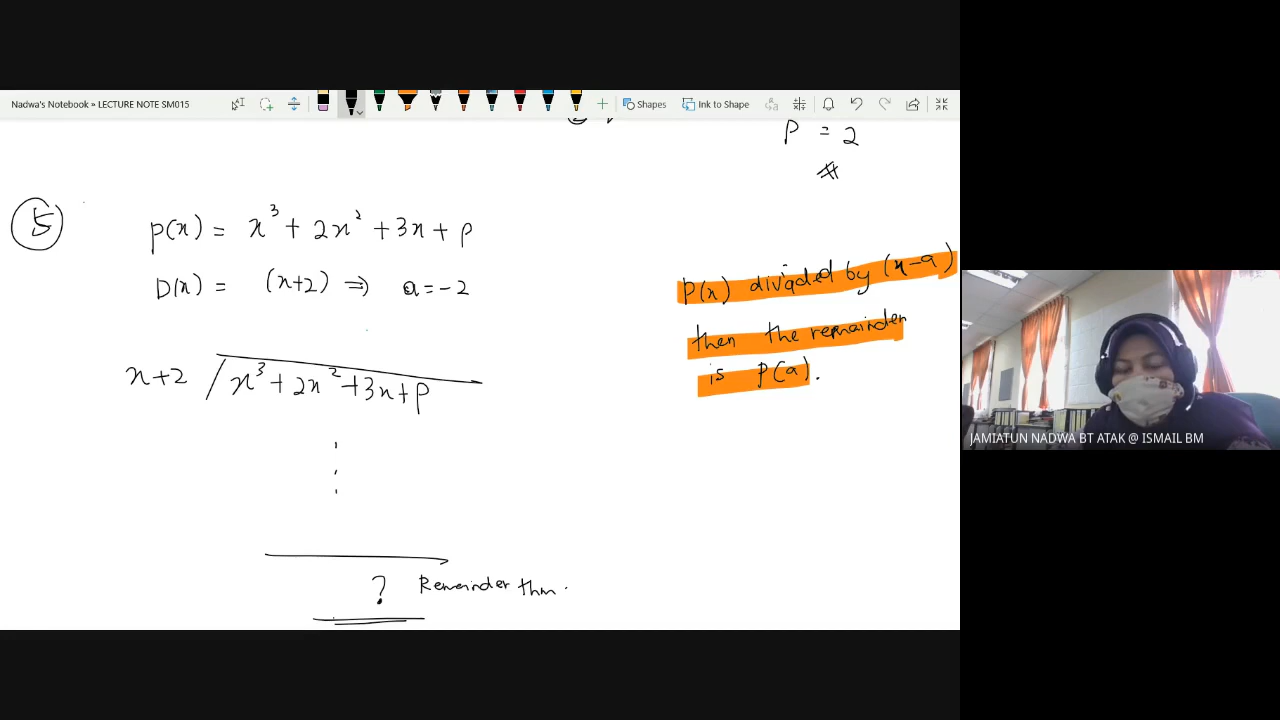 Nadwa's Notebook » LECTURE NOTE SM015
Shapes
Ink to Shape
P = 2
5
P(x) = x³ + 2x² + 3x + P
D(x) = (x+2) ⇒ a = -2
P(x) divided by (x-a)
then the remainder
is P(a).
x+2 x³ + 2x² + 3x + P
⋮
? Remainder thm.
JAMIATUN NADWA BT ATAK @ ISMAIL BM